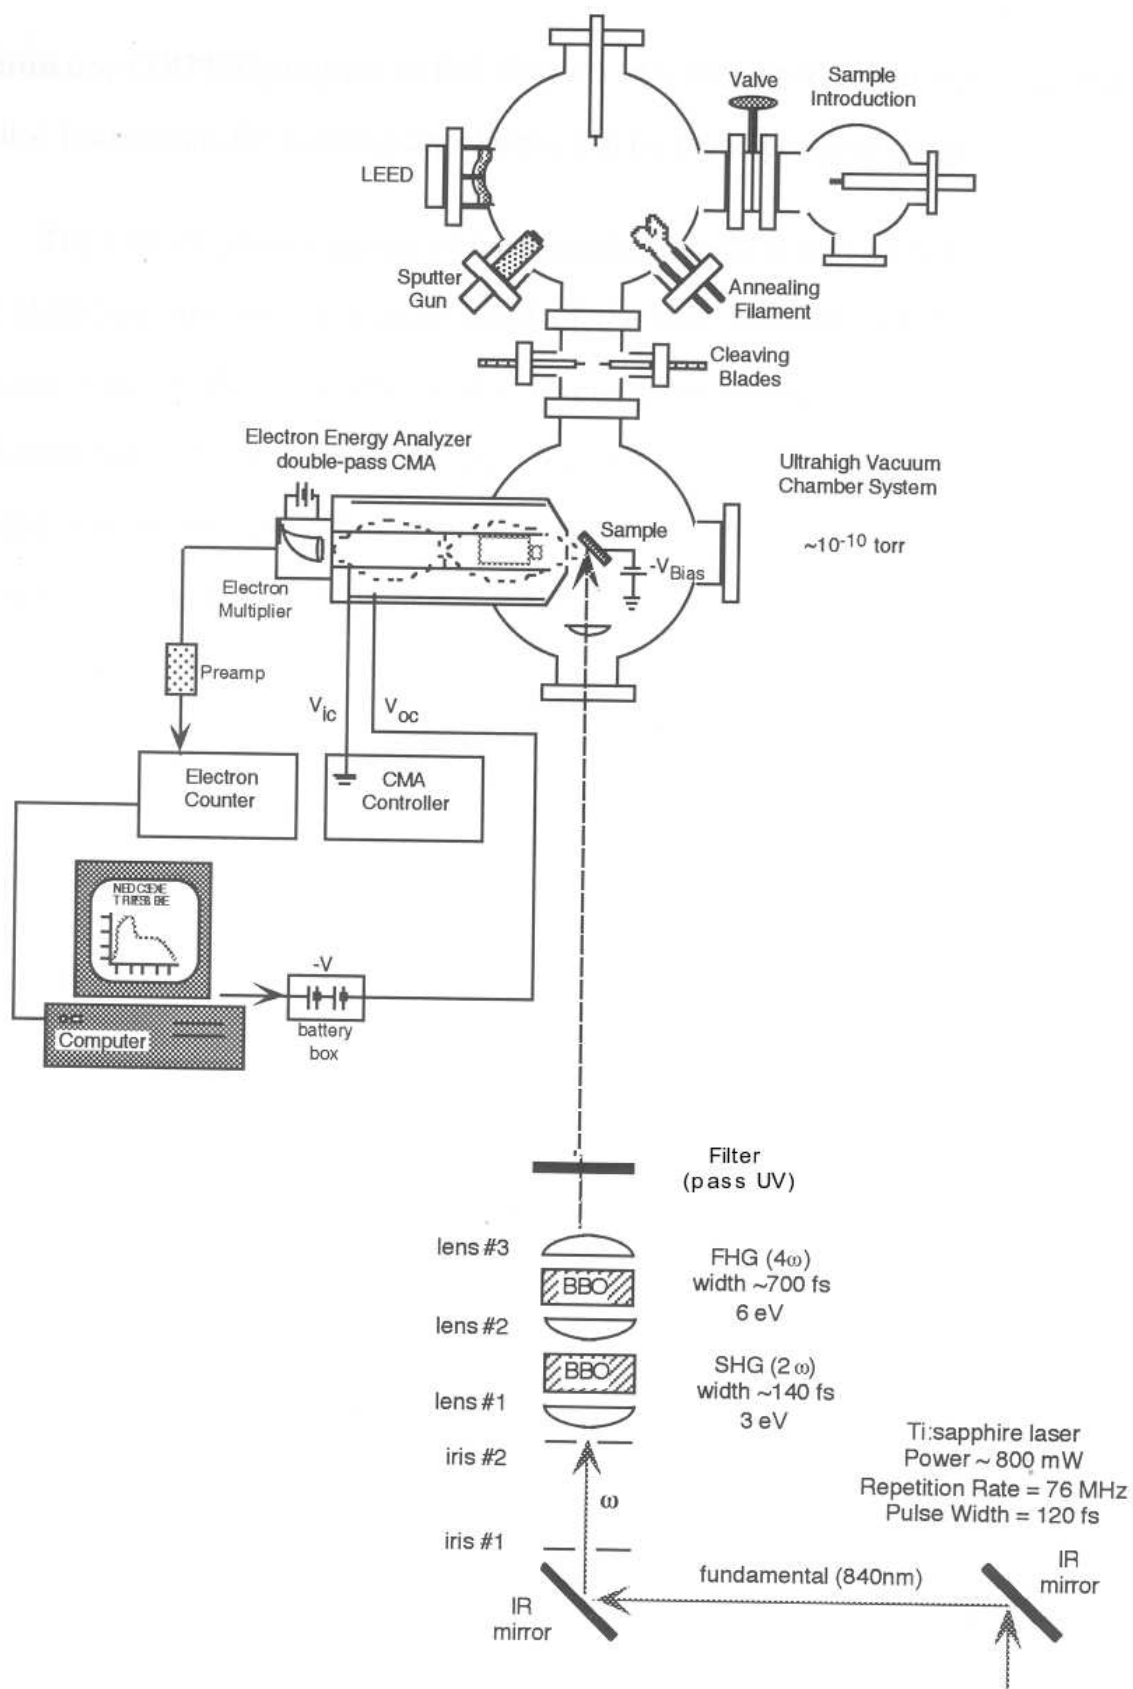 Valve
Sample
Introduction
LEED
Sputter
Gun
Annealing
Filament
Cleaving
Blades
Electron Energy Analyzer
double-pass CMA
Ultrahigh Vacuum
Chamber System
~10-10 torr
Sample
-VBias
Electron
Multiplier
Preamp
Vic
Voc
Electron
Counter
CMA
Controller
-V
battery
box
Computer
Filter
(pass UV)
lens #3
BBO
FHG (4ω)
width ~700 fs
6 eV
lens #2
BBO
SHG (2ω)
width ~140 fs
3 eV
lens #1
iris #2
ω
iris #1
Ti:sapphire laser
Power ~ 800 mW
Repetition Rate = 76 MHz
Pulse Width = 120 fs
fundamental (840nm)
IR
mirror
IR
mirror